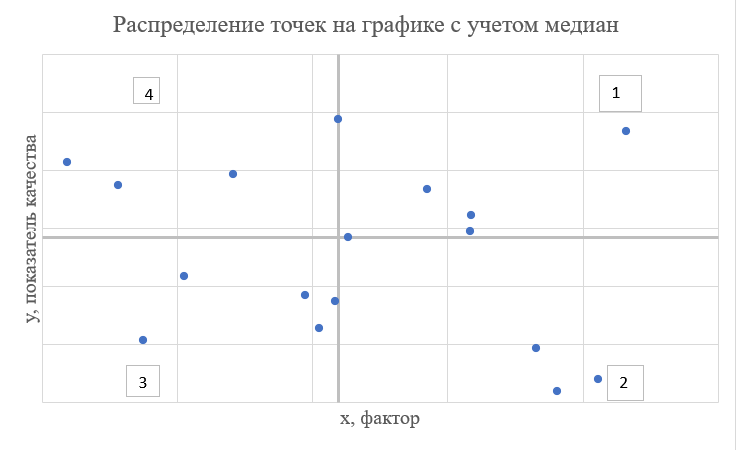 Распределение точек на графике с учетом медиан
4
1
у, показатель качества
3
2
х, фактор